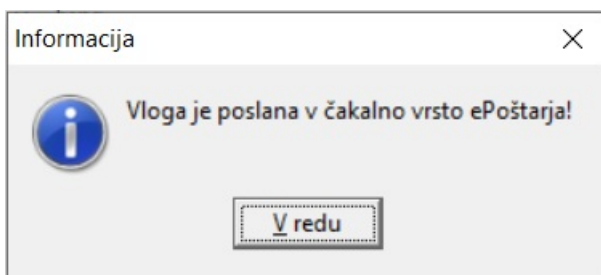 Informacija
Vloga je poslana v čakalno vrsto ePoštarja!
V redu